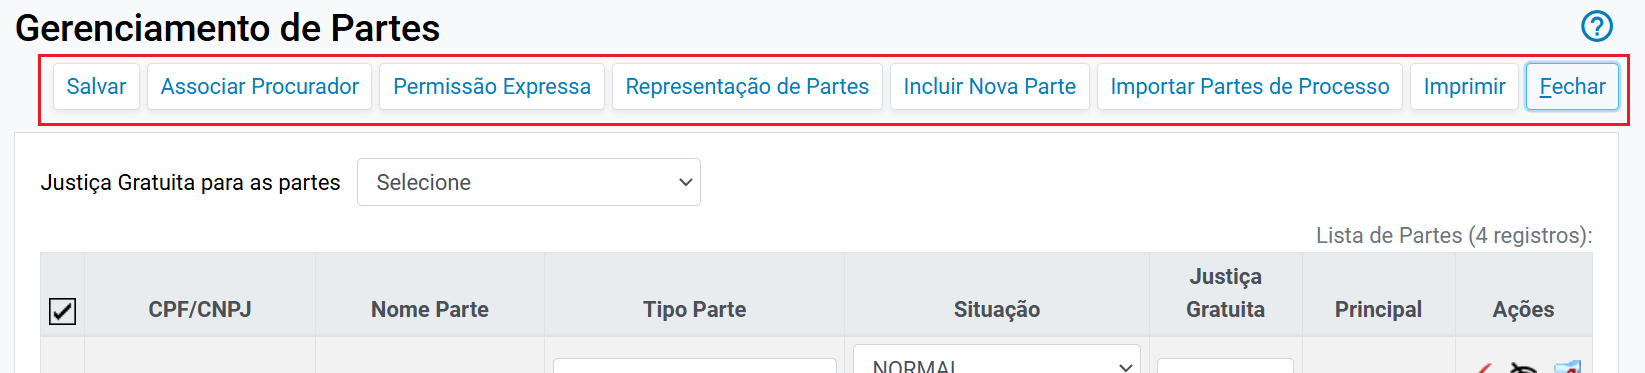 Gerenciamento de Partes
?
Salvar Associar Procurador Permissão Expressa Representação de Partes Incluir Nova Parte Importar Partes de Processo Imprimir Fechar
Justiça Gratuita para as partes Selecione
Lista de Partes (4 registros):
CPF/CNPJ Nome Parte Tipo Parte Situação Justiça Gratuita Principal Ações
NORMAL